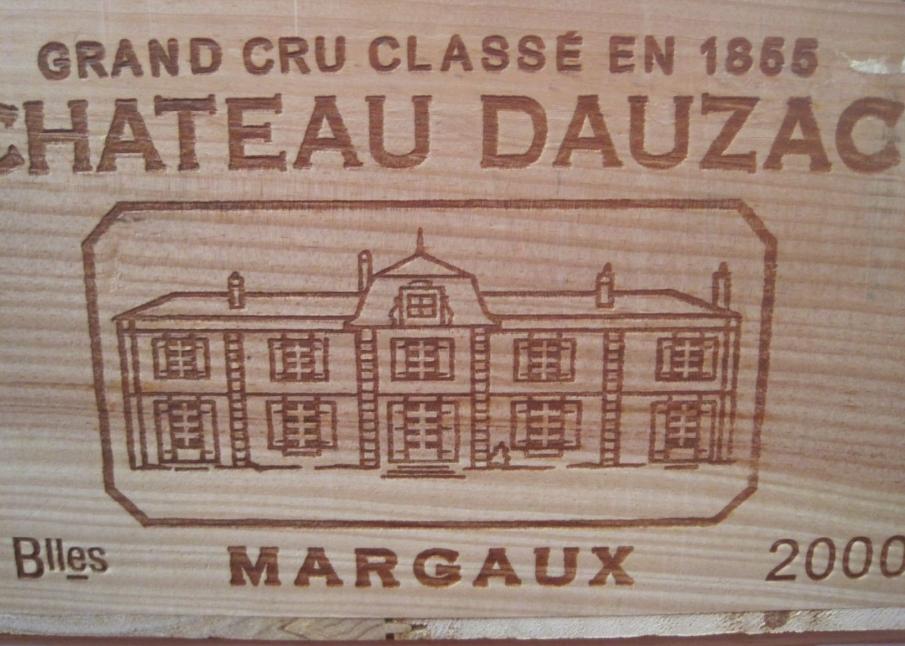 GRAND CRU CLASSÉ EN 1855
CHATEAU DAUZAC
Blles
MARGAUX
2000